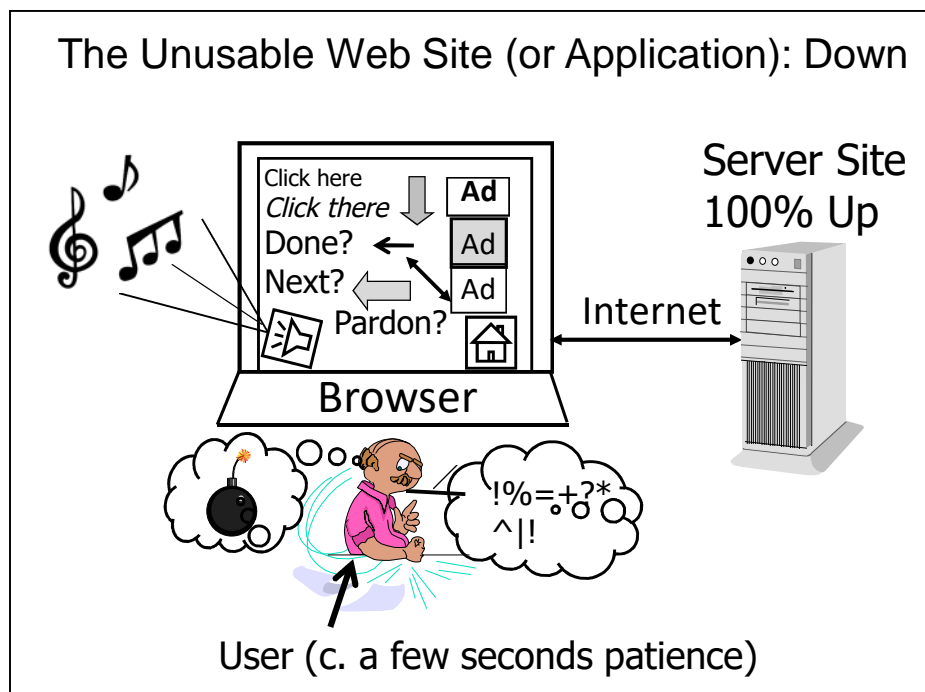 The Unusable Web Site (or Application): Down
Click here
Click there
Done?
Next?
Pardon?
Ad
Ad
Ad
Server Site
100% Up
Internet
Browser
!%=+?*
^|!
User (c. a few seconds patience)